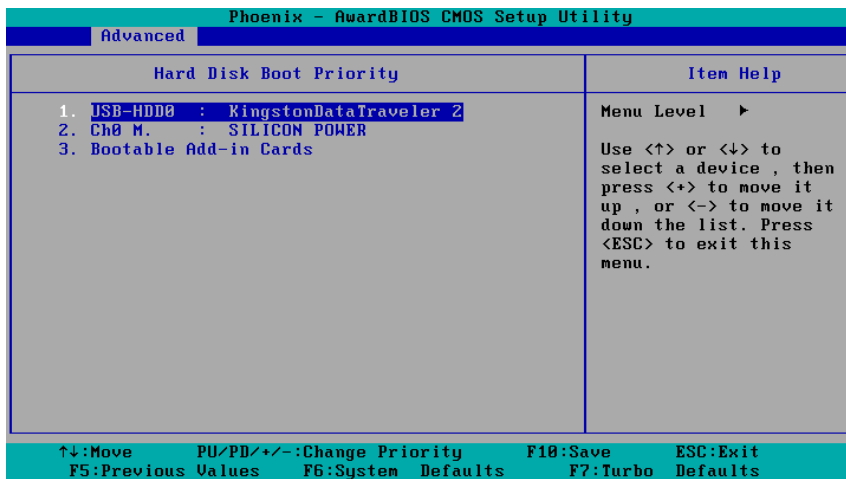 Phoenix - AwardBIOS CMOS Setup Utility
Advanced
Hard Disk Boot Priority
Item Help
1. USB-HDD0 : KingstonDataTraveler 2
2. Ch0 M. : SILICON POWER
3. Bootable Add-in Cards
Menu Level ►
Use <↑> or <↓> to
select a device , then
press <+> to move it
up , or <-> to move it
down the list. Press
<ESC> to exit this
menu.
↑↓:Move PU/PD/+/-:Change Priority F10:Save ESC:Exit
F5:Previous Values F6:System Defaults F7:Turbo Defaults